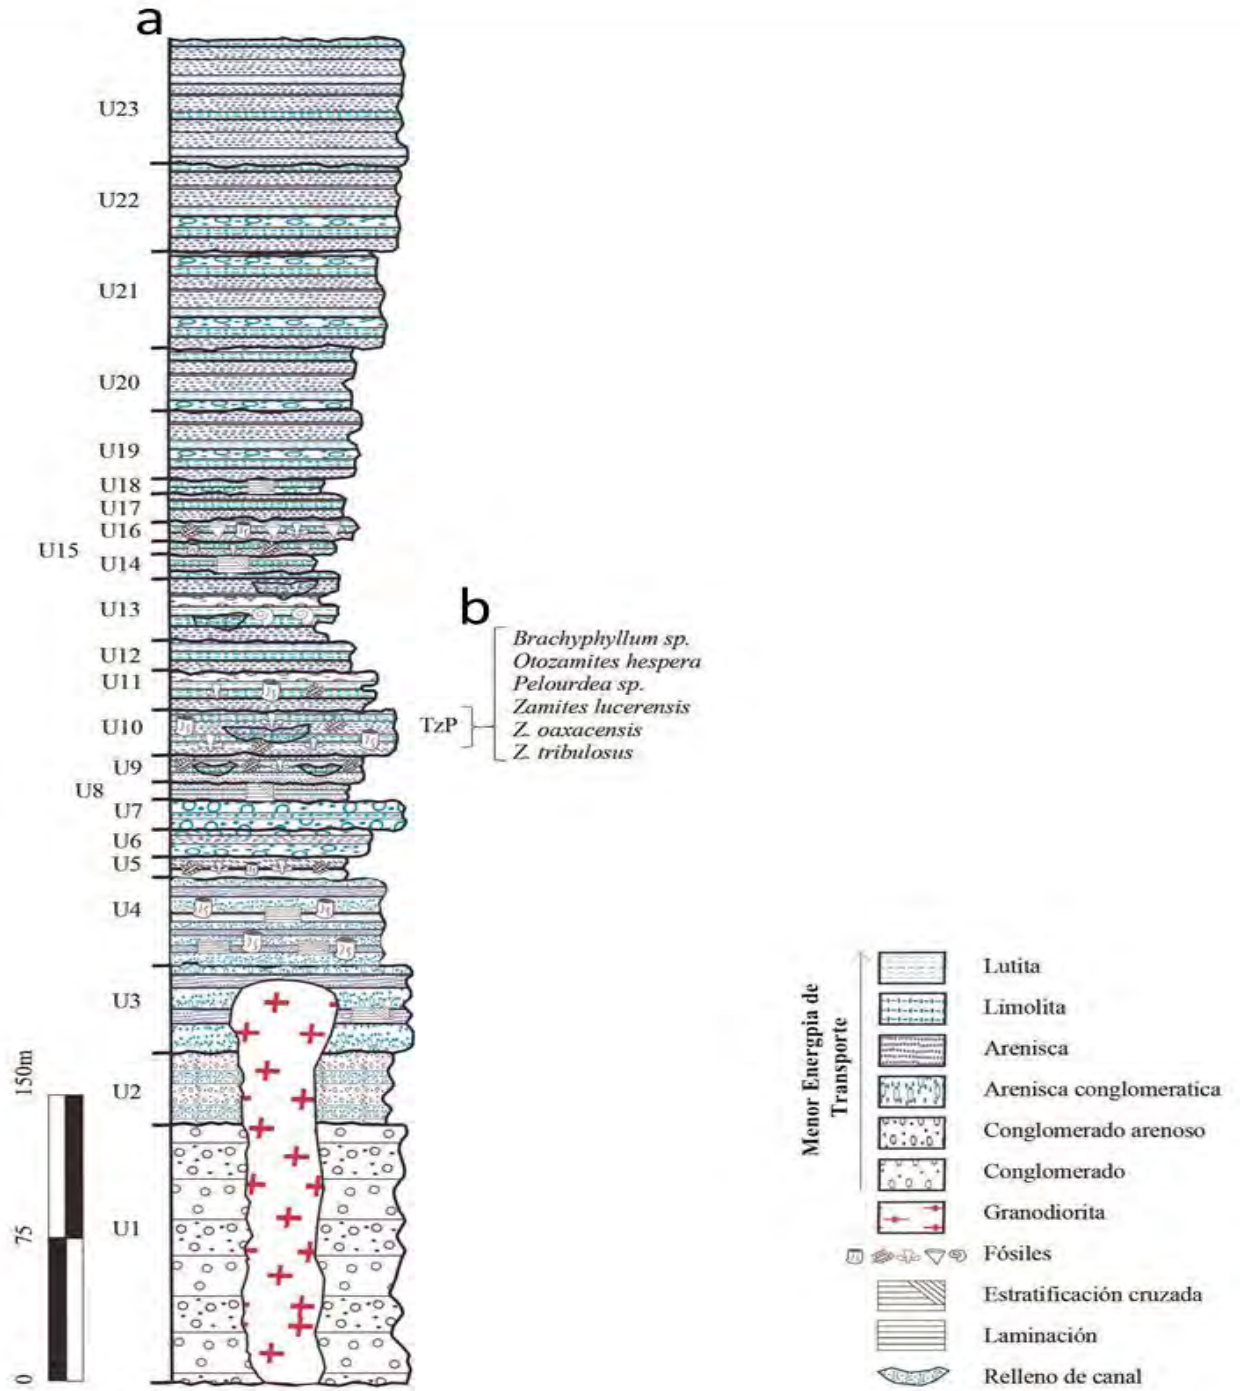 a
U23
U22
U21
U20
U19
U18
U17
U16
U15
U14
U13
U12
U11
U10
U9
U8
U7
U6
U5
U4
U3
U2
U1
150m
75
0
b
TzP
Brachyphyllum sp.
Otozamites hespera
Pelourdea sp.
Zamites lucerensis
Z. oaxacensis
Z. tribulosus
Menor Energpia de
Transporte
Lutita
Limolita
Arenisca
Arenisca conglomeratica
Conglomerado arenoso
Conglomerado
Granodiorita
Fósiles
Estratificación cruzada
Laminación
Relleno de canal